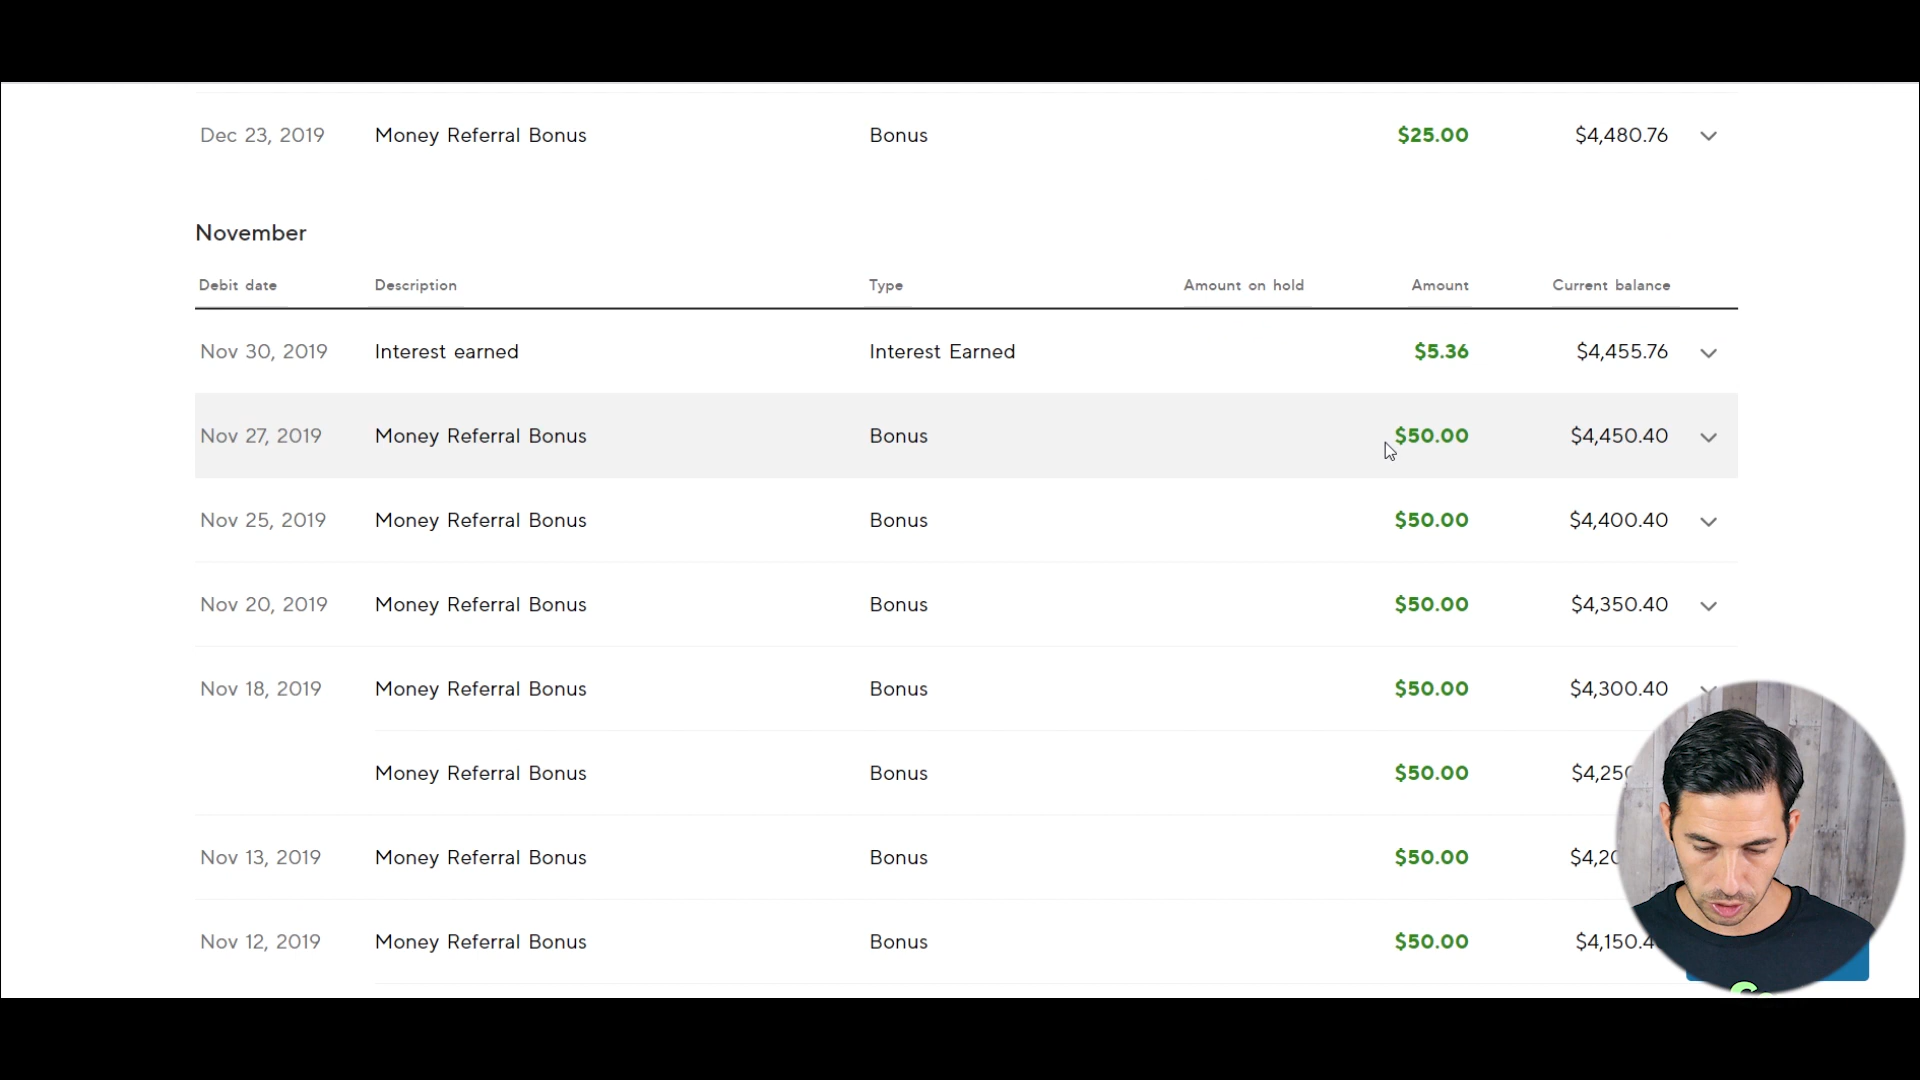 Dec 23, 2019 Money Referral Bonus Bonus $25.00 $4,480.76
November
Debit date Description Type Amount on hold Amount Current balance
Nov 30, 2019 Interest earned Interest Earned $5.36 $4,455.76
Nov 27, 2019 Money Referral Bonus Bonus $50.00 $4,450.40
Nov 25, 2019 Money Referral Bonus Bonus $50.00 $4,400.40
Nov 20, 2019 Money Referral Bonus Bonus $50.00 $4,350.40
Nov 18, 2019 Money Referral Bonus Bonus $50.00 $4,300.40
Money Referral Bonus Bonus $50.00
Nov 13, 2019 Money Referral Bonus Bonus $50.00
Nov 12, 2019 Money Referral Bonus Bonus $50.00